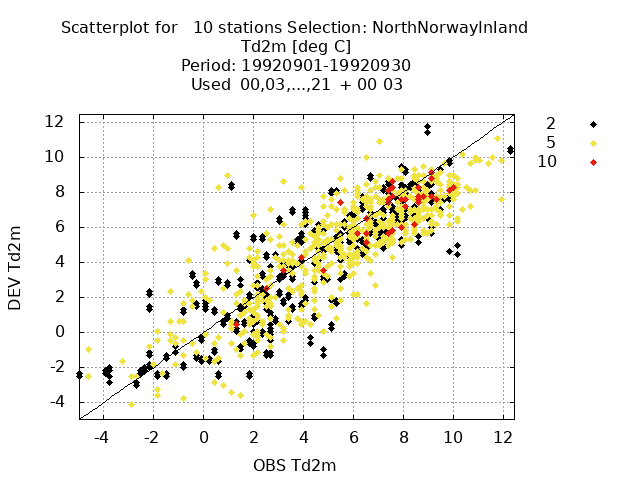 Scatterplot for   10 stations Selection: NorthNorwayInland
Td2m [deg C]
Period: 19920901-19920930
Used  00,03,...,21  + 00 03
2
5
10
12
10
8
6
4
2
0
-2
-4
DEV Td2m
-4 -2 0 2 4 6 8 10 12
OBS Td2m